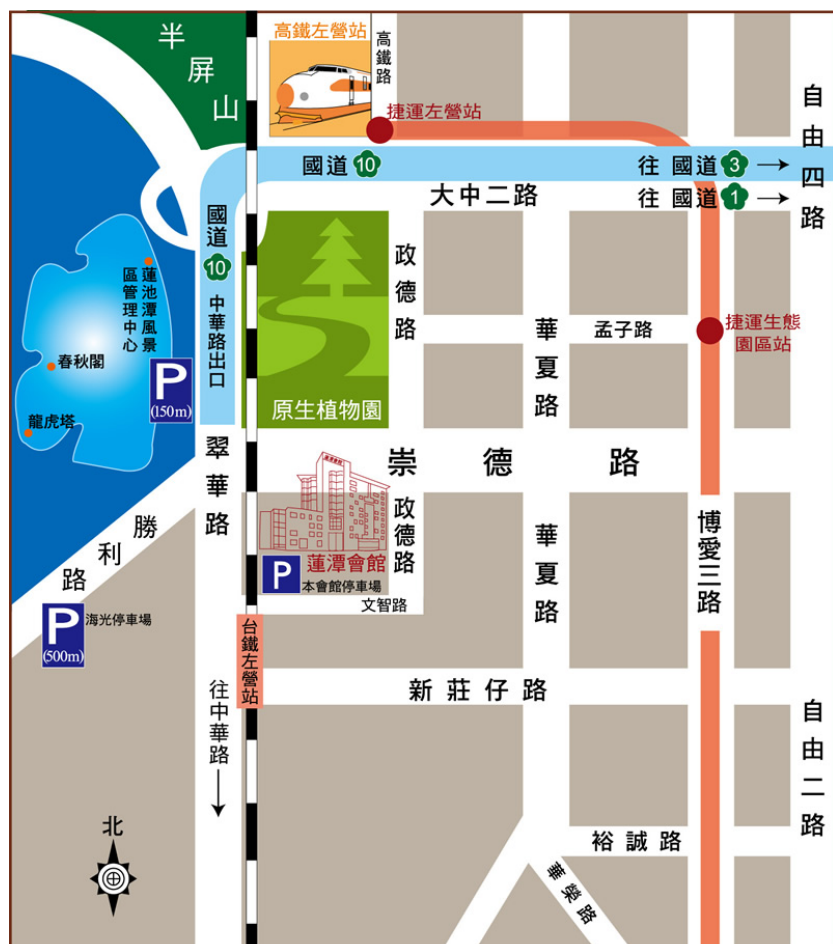 半屏山
高鐵左營站
高鐵路
捷運左營站
自由四路
國道 10
往 國道 3
大中二路
往 國道 1
國道 10 中華路出口
蓮池潭風景
區管理中心
政德路
華夏路
孟子路
捷運生態
園區站
春秋閣
P
(150m)
龍虎塔
原生植物園
翠華路
崇德路
勝利路
政德路
華夏路
博愛三路
蓮潭會館
P
本會館停車場
文智路
P
(500m)
海光停車場
台鐵左營站
往中華路
新莊仔路
自由二路
北
裕誠路
華榮路